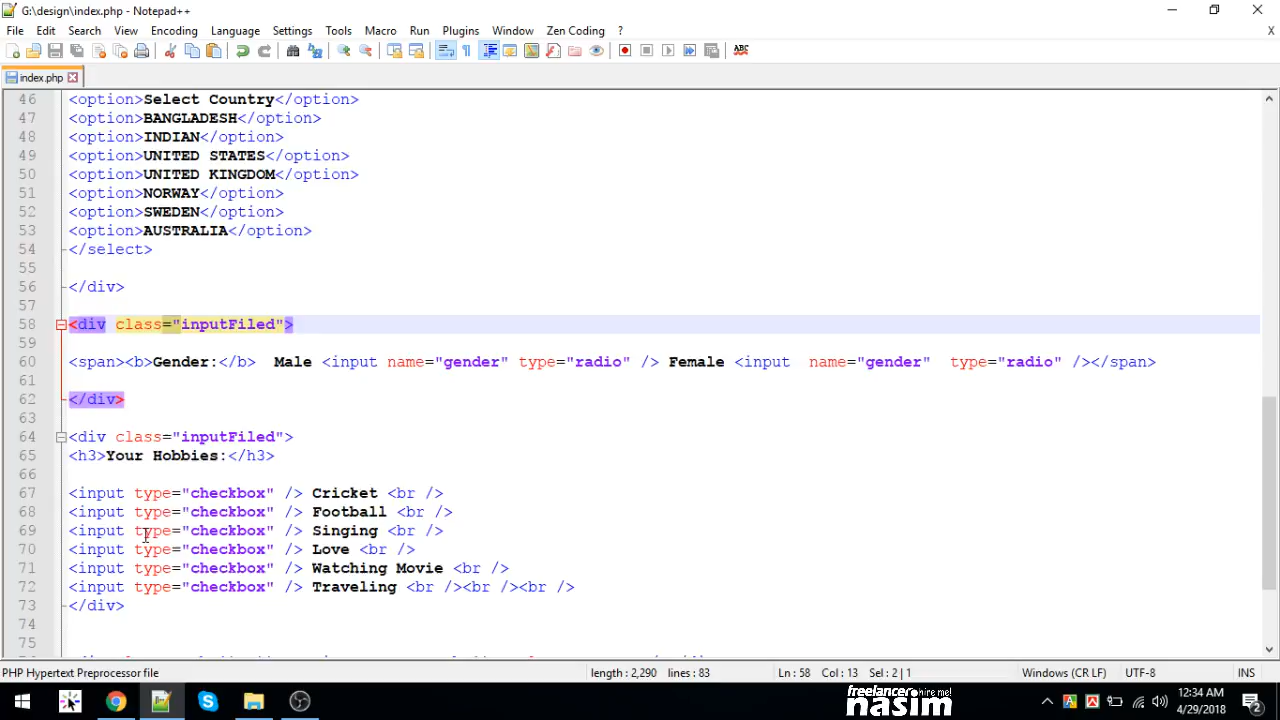 G:\design\index.php - Notepad++
File Edit Search View Encoding Language Settings Tools Macro Run Plugins Window Zen Coding ? X
ABC
index.php
46 <option>Select Country</option>
47 <option>BANGLADESH</option>
48 <option>INDIAN</option>
49 <option>UNITED STATES</option>
50 <option>UNITED KINGDOM</option>
51 <option>NORWAY</option>
52 <option>SWEDEN</option>
53 <option>AUSTRALIA</option>
54 </select>
55
56 </div>
57
58 <div class="inputFiled">
59
60 <span><b>Gender:</b>  Male <input name="gender" type="radio" /> Female <input  name="gender"  type="radio" /></span>
61
62 </div>
63
64 <div class="inputFiled">
65 <h3>Your Hobbies:</h3>
66
67 <input type="checkbox" /> Cricket <br />
68 <input type="checkbox" /> Football <br />
69 <input type="checkbox" /> Singing <br />
70 <input type="checkbox" /> Love <br />
71 <input type="checkbox" /> Watching Movie <br />
72 <input type="checkbox" /> Traveling <br /><br /><br />
73 </div>
74
75
PHP Hypertext Preprocessor file length : 2,290 lines : 83 Ln : 58 Col : 13 Sel : 2 | 1 Windows (CR LF) UTF-8 INS
freelancer hire me!
nasim
12:34 AM
4/29/2018
2